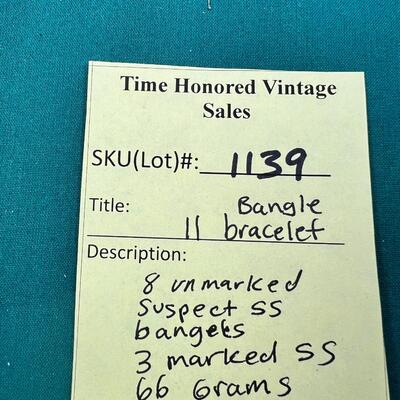 Time Honored Vintage
Sales
SKU(Lot)#: 1139
Title: Bangle
11 bracelet
Description:
8 unmarked
suspect ss
bangels
3 marked SS
66 Grams